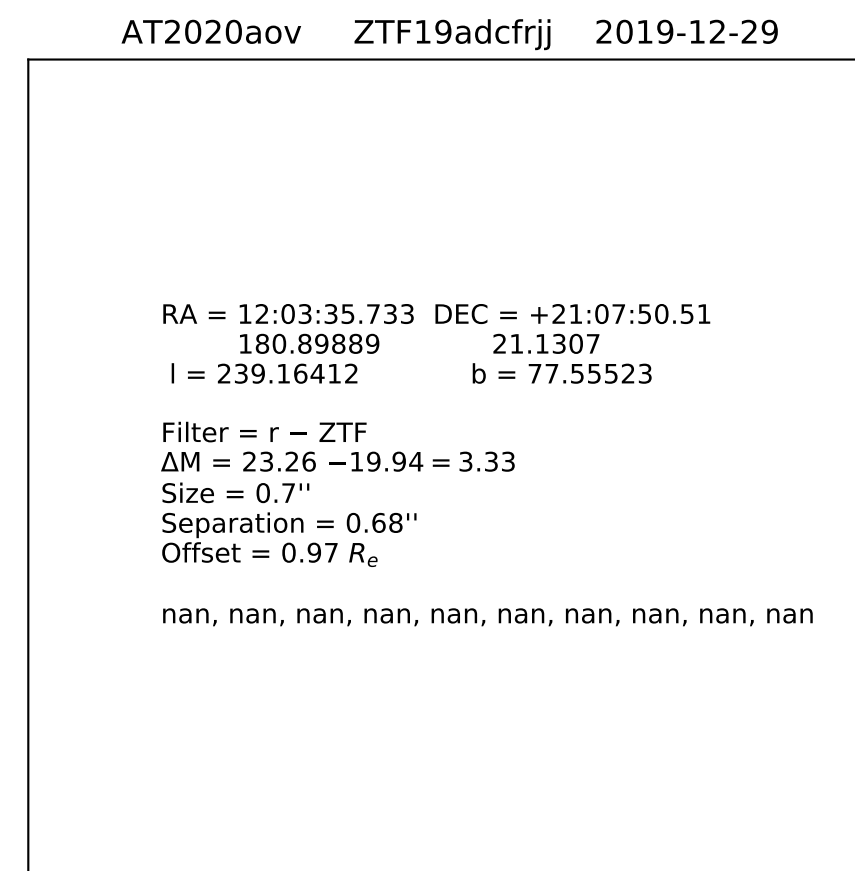 AT2020aov ZTF19adcfrjj 2019-12-29
RA = 12:03:35.733 DEC = +21:07:50.51
180.89889 21.1307
l = 239.16412 b = 77.55523
Filter = r − ZTF
ΔM = 23.26 −19.94 = 3.33
Size = 0.7''
Separation = 0.68''
Offset = 0.97 Re
nan, nan, nan, nan, nan, nan, nan, nan, nan, nan